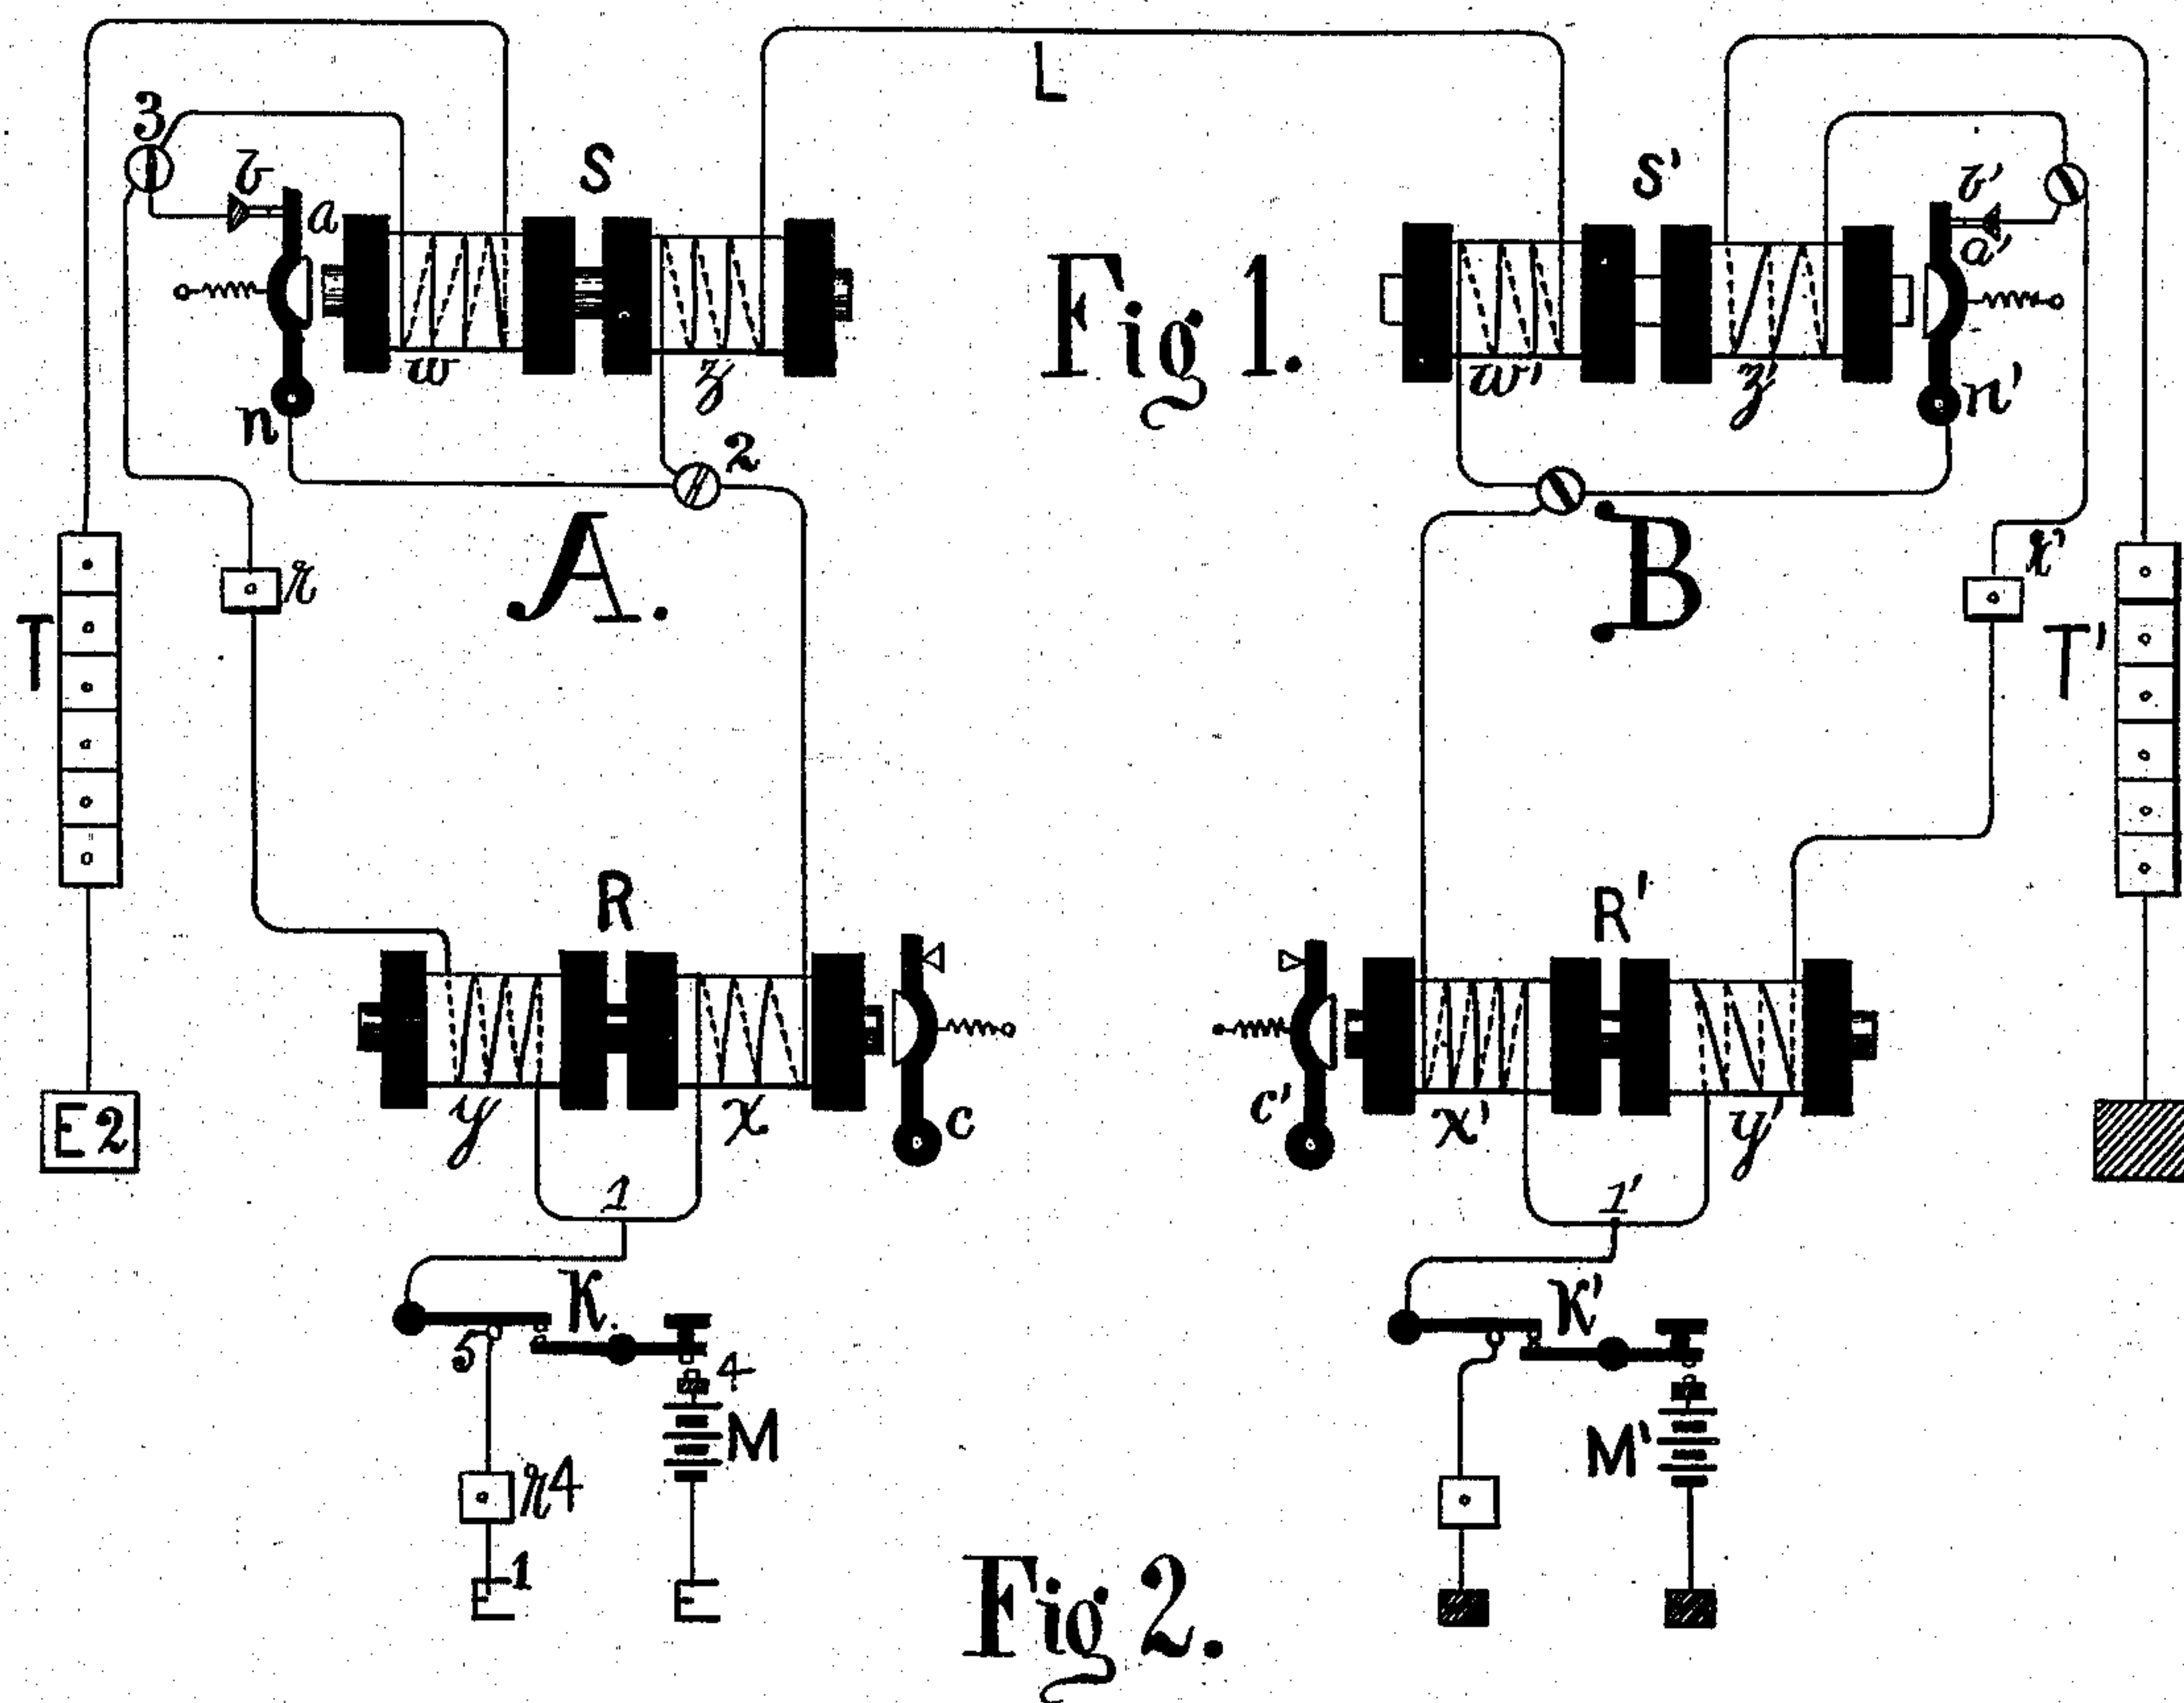 L
3
v
a
S
S'
v'
a'
Fig 1.
w
z
w'
z'
n
n'
2
A.
B
r
r'
T
T'
R
R'
y
x
c
c'
x'
y'
E2
1
1'
K.
K'
5
4
M
M'
r4
E1
E
Fig 2.